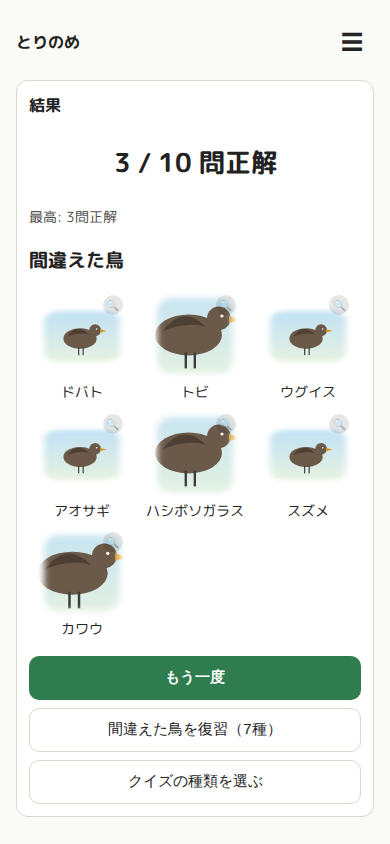 とりのめ
結果
3 / 10 問正解
最高: 3問正解
間違えた鳥
ドバト
トビ
ウグイス
アオサギ
ハシボソガラス
スズメ
カワウ
もう一度
間違えた鳥を復習（7種）
クイズの種類を選ぶ